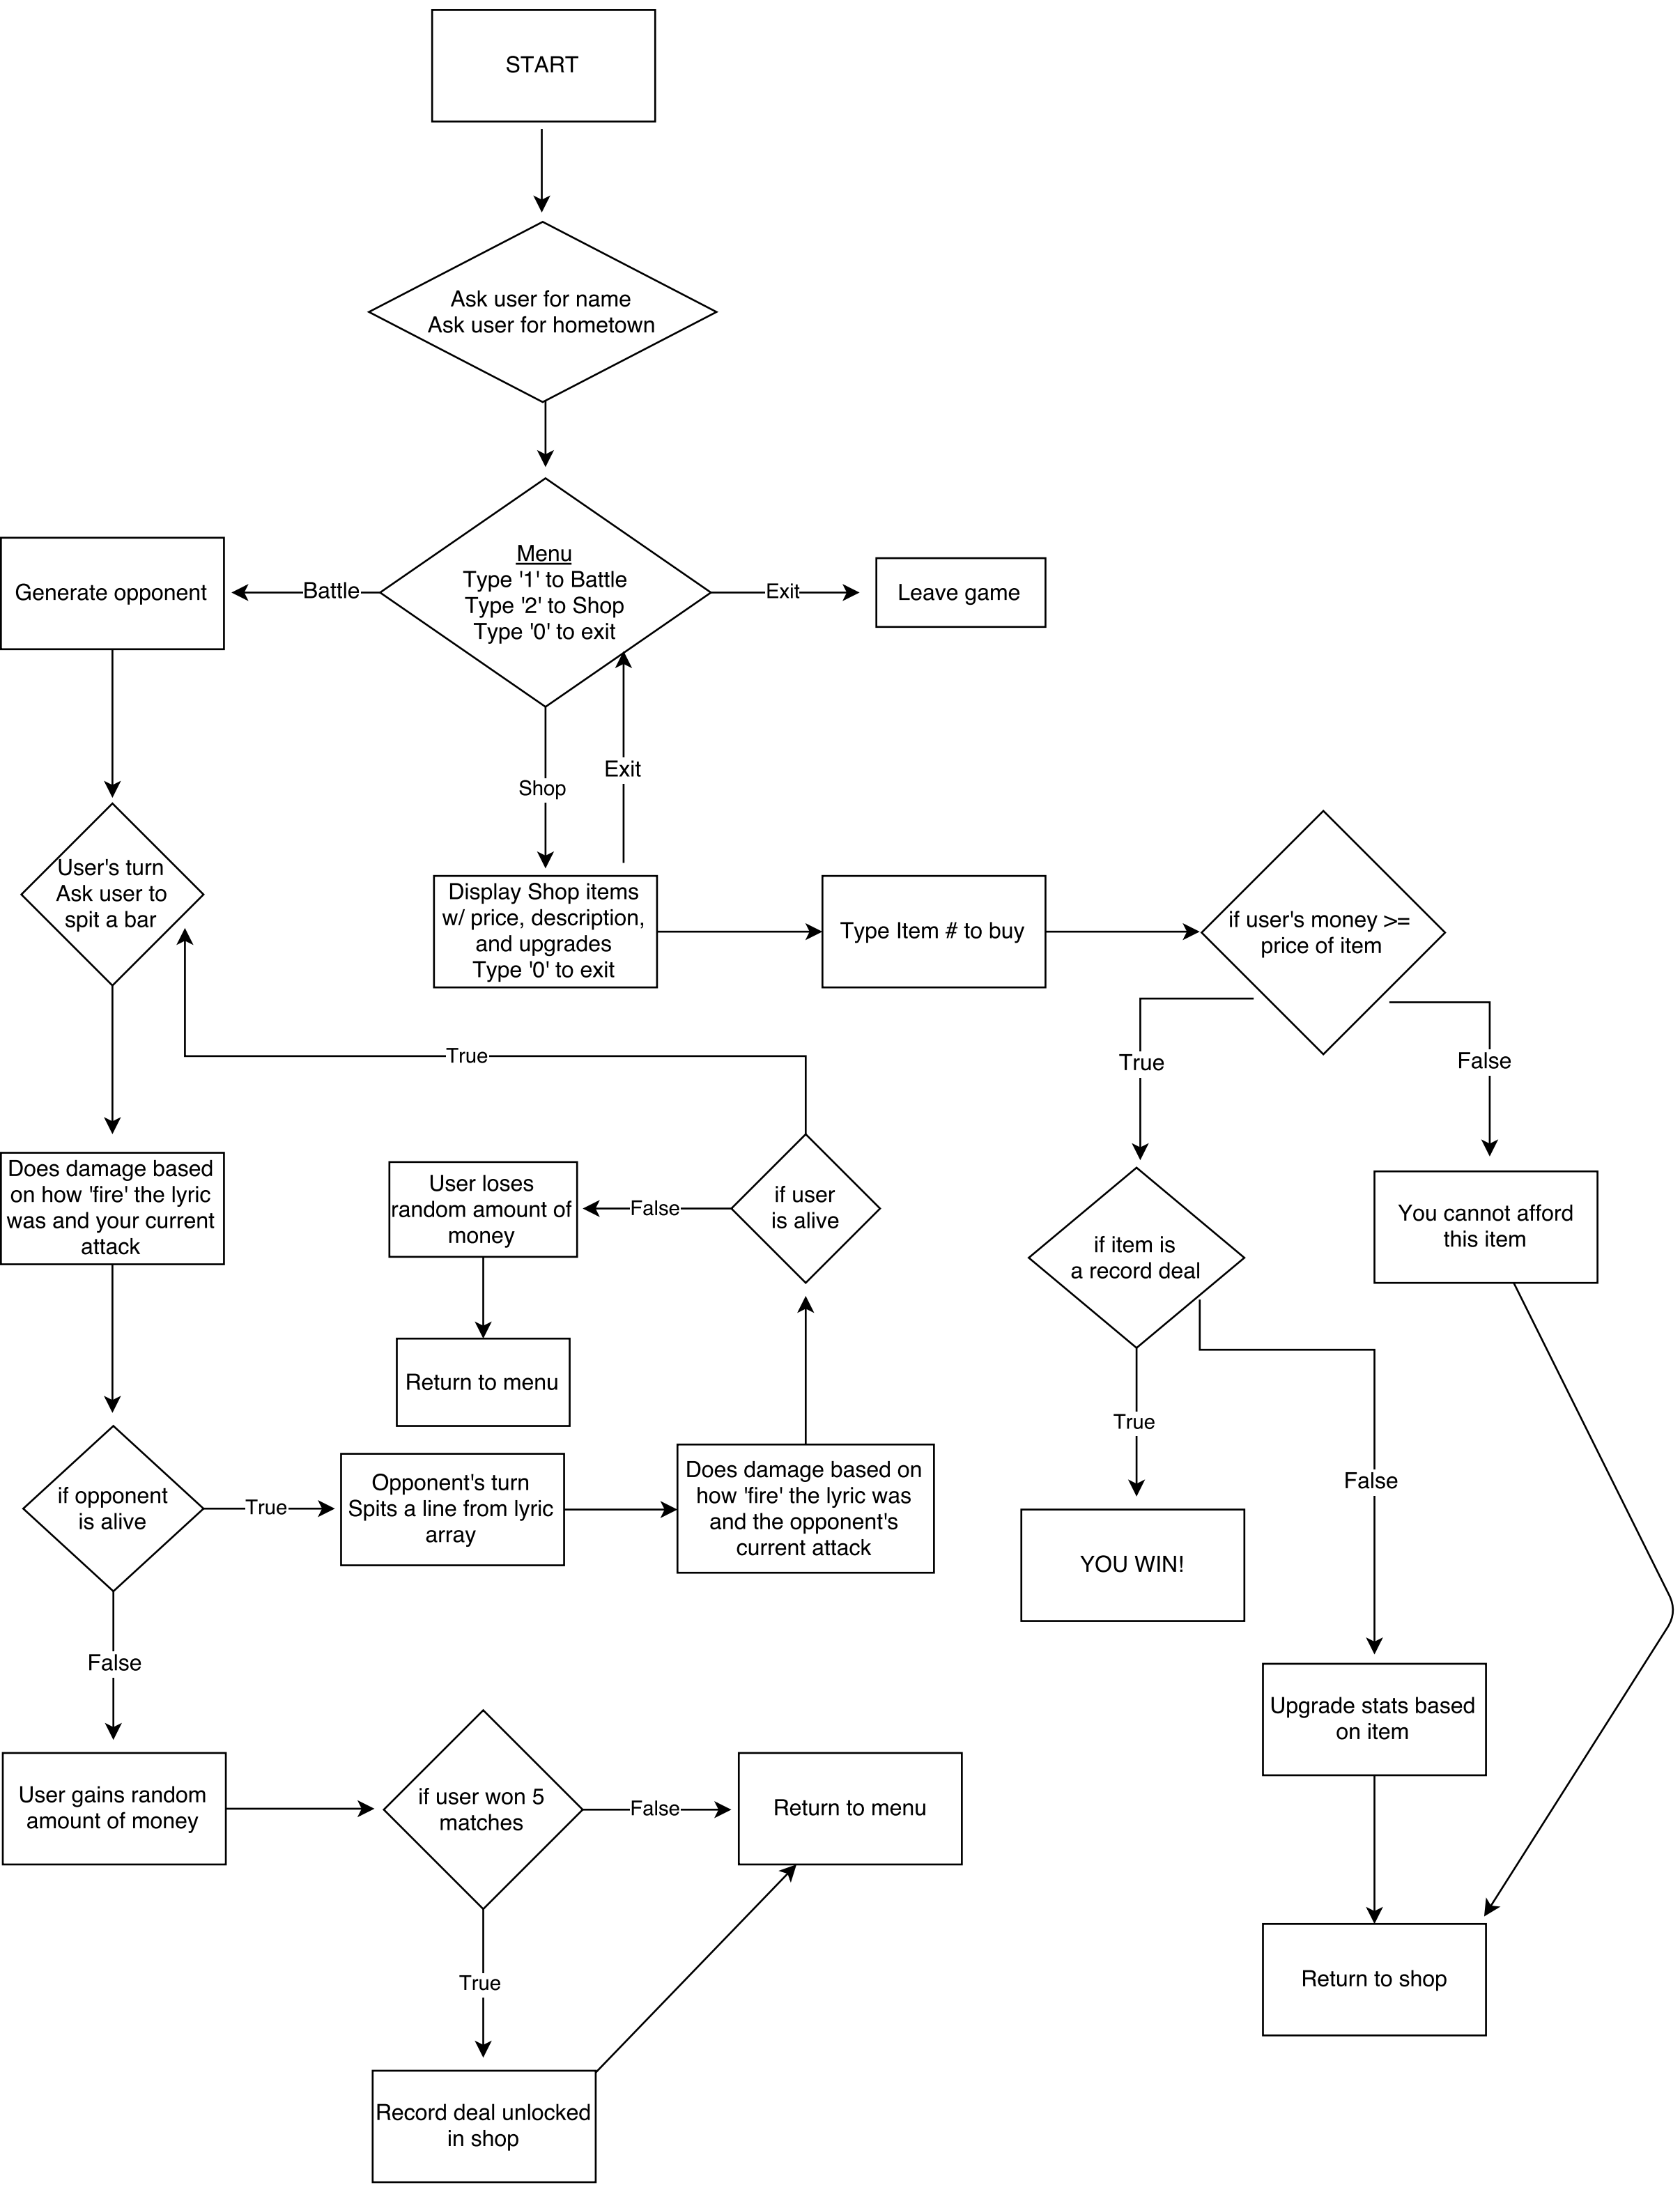 START
Ask user for name
Ask user for hometown
Menu
Type '1' to Battle
Type '2' to Shop
Type '0' to exit
Battle
Generate opponent
Exit
Leave game
Shop
Exit
User's turn
Ask user to
spit a bar
Display Shop items
w/ price, description,
and upgrades
Type '0' to exit
Type Item # to buy
if user's money >=
price of item
True
True
False
Does damage based
on how 'fire' the lyric
was and your current
attack
User loses
random amount of
money
False
if user
is alive
if item is
a record deal
You cannot afford
this item
Return to menu
True
False
if opponent
is alive
True
Opponent's turn
Spits a line from lyric
array
Does damage based on
how 'fire' the lyric was
and the opponent's
current attack
YOU WIN!
False
Upgrade stats based
on item
User gains random
amount of money
if user won 5
matches
False
Return to menu
True
Return to shop
Record deal unlocked
in shop